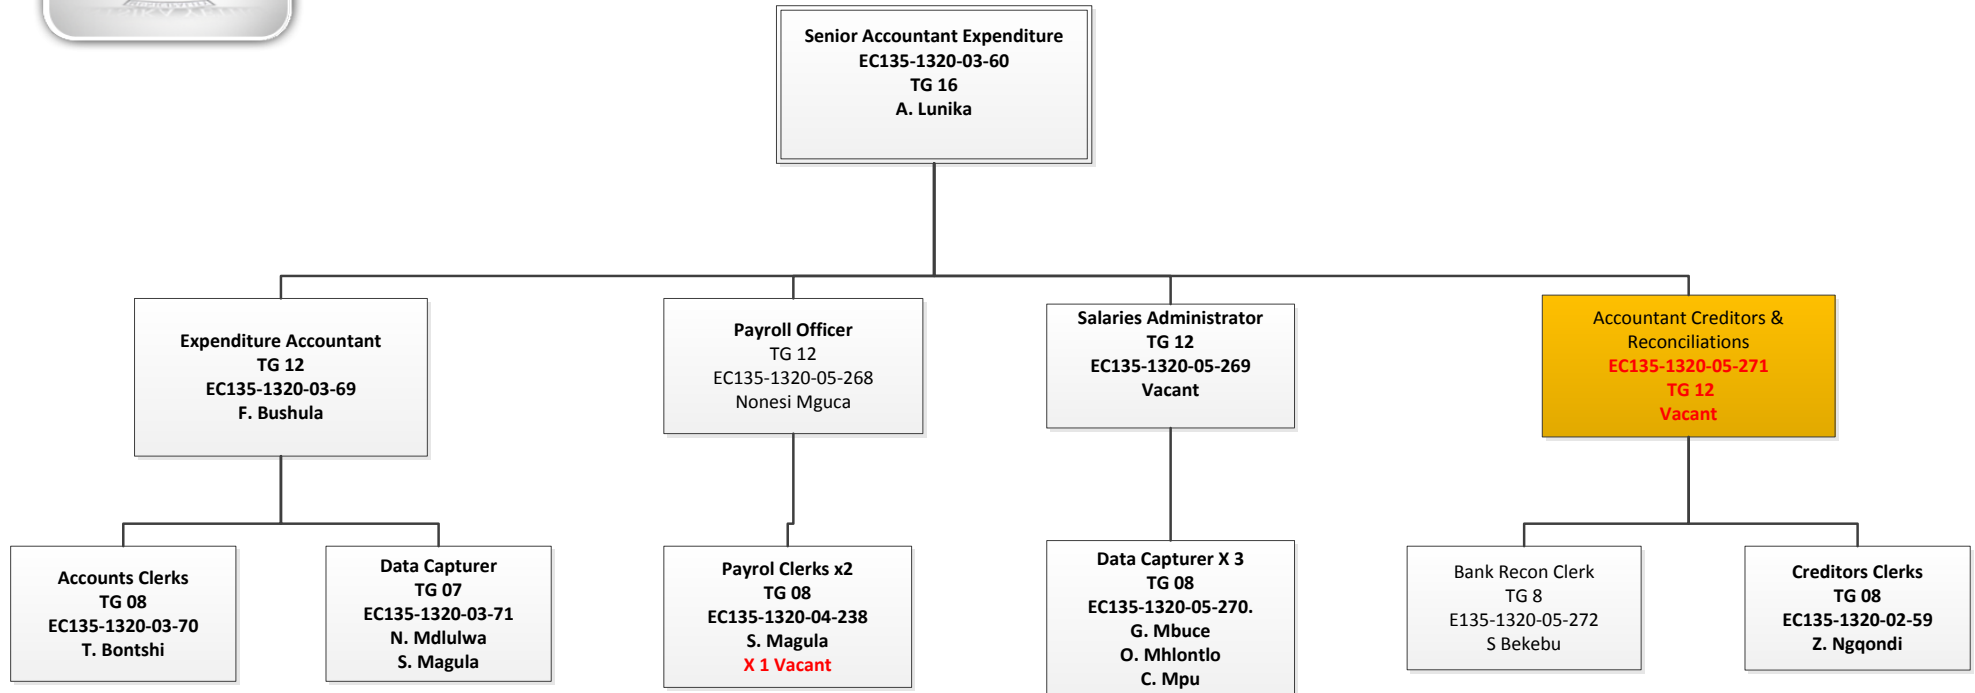 Senior Accountant Expenditure
EC135-1320-03-60
TG 16
A. Lunika
Expenditure Accountant
TG 12
EC135-1320-03-69
F. Bushula
Payroll Officer
TG 12
EC135-1320-05-268
Nonesi Mguca
Salaries Administrator
TG 12
EC135-1320-05-269
Vacant
Accountant Creditors &
Reconciliations
EC135-1320-05-271
TG 12
Vacant
Accounts Clerks
TG 08
EC135-1320-03-70
T. Bontshi
Data Capturer
TG 07
EC135-1320-03-71
N. Mdlulwa
S. Magula
Payrol Clerks x2
TG 08
EC135-1320-04-238
S. Magula
X 1 Vacant
Data Capturer X 3
TG 08
EC135-1320-05-270.
G. Mbuce
O. Mhlontlo
C. Mpu
Bank Recon Clerk
TG 8
E135-1320-05-272
S Bekebu
Creditors Clerks
TG 08
EC135-1320-02-59
Z. Ngqondi